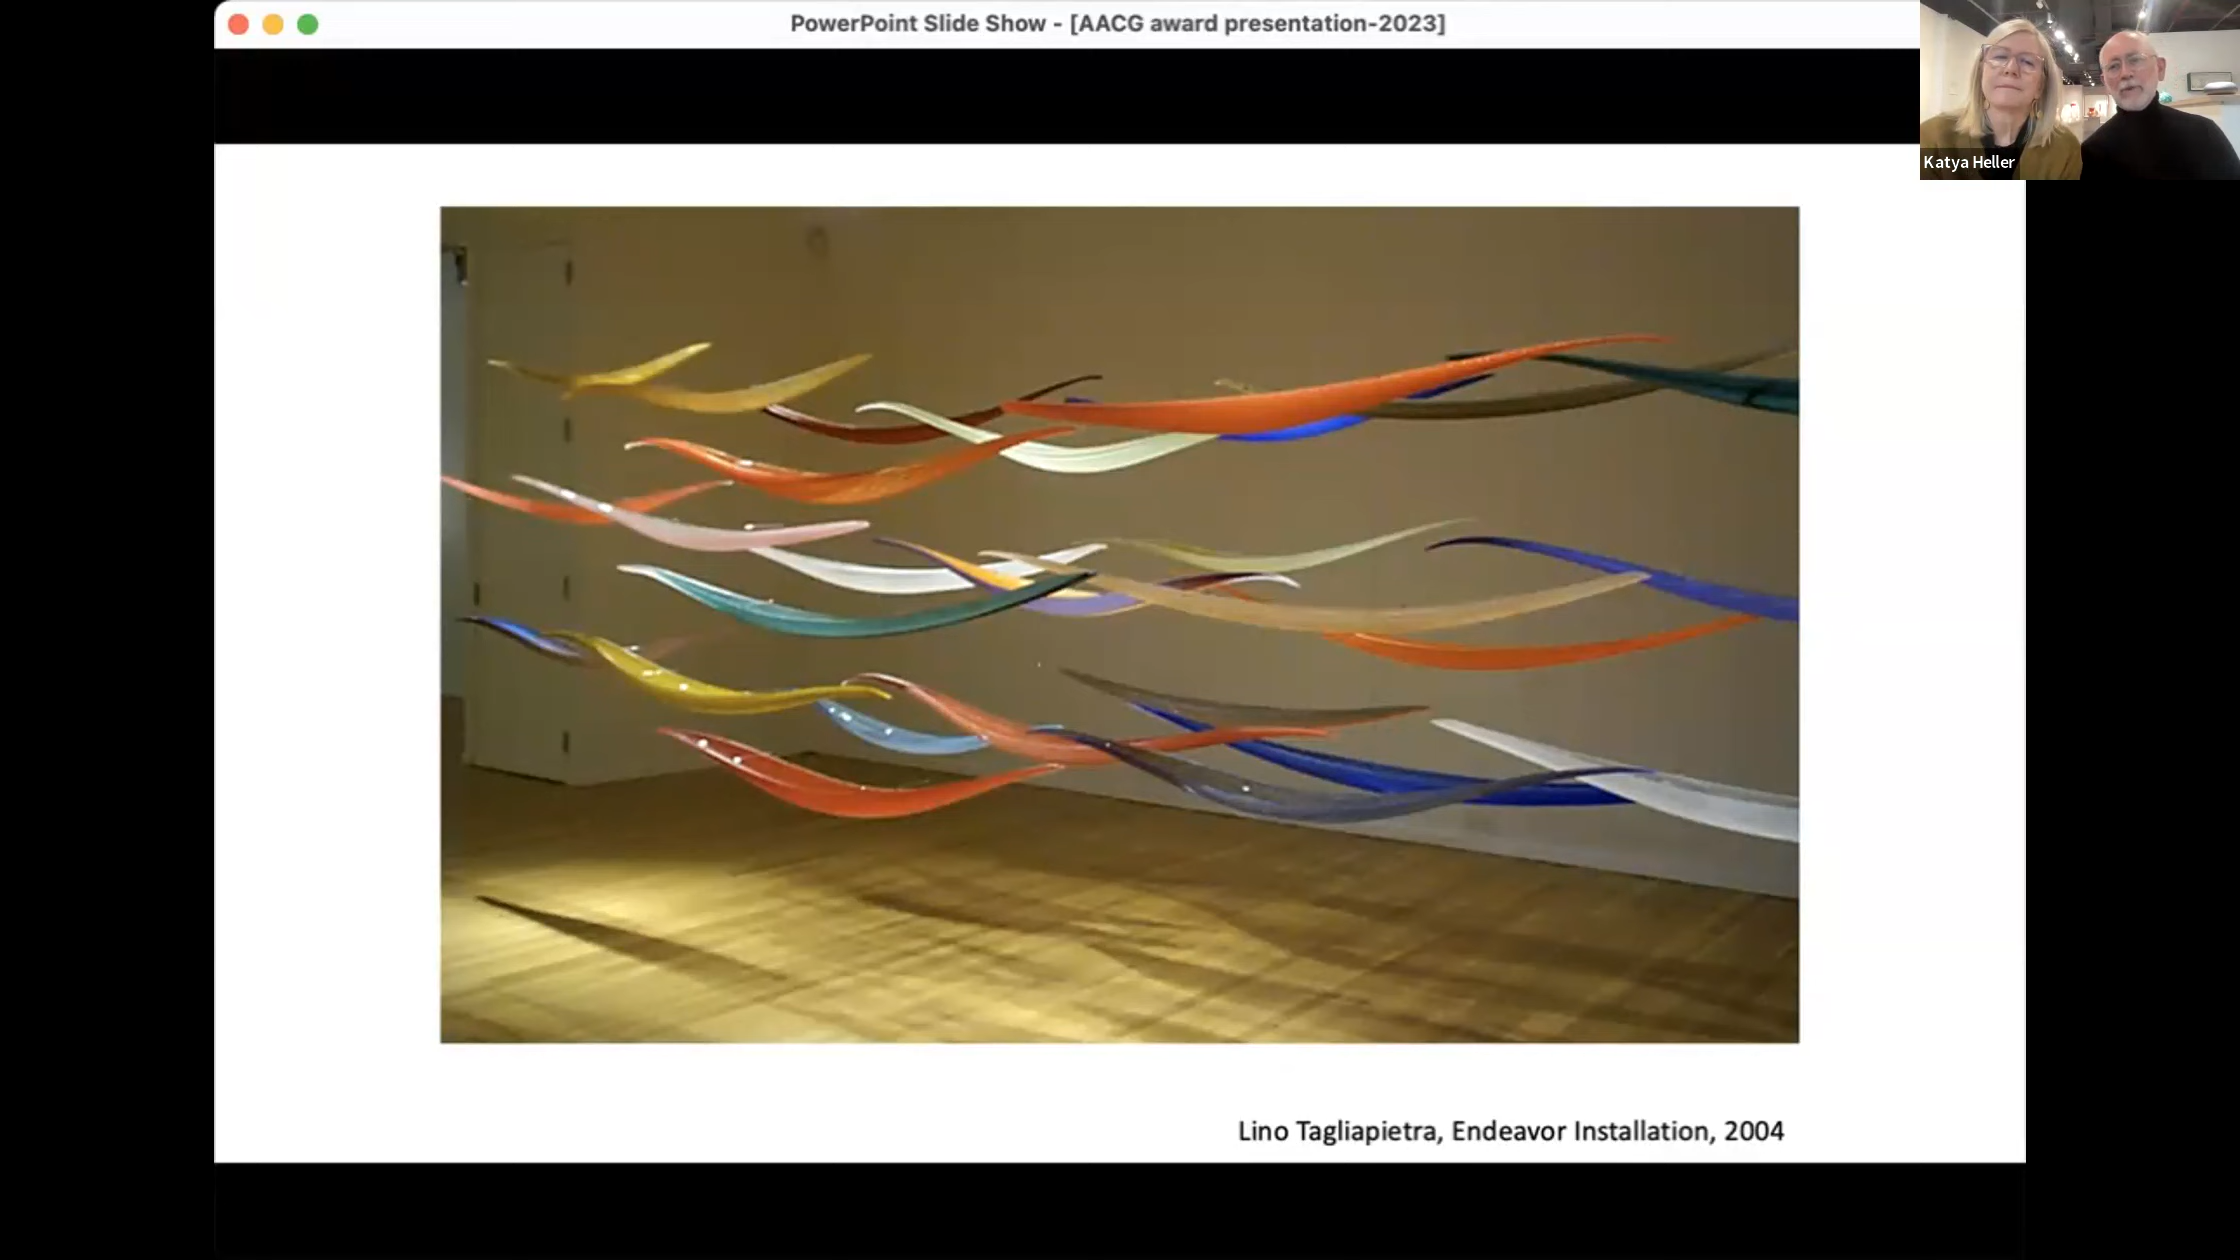 PowerPoint Slide Show - [AACG award presentation-2023]
Katya Heller
Lino Tagliapietra, Endeavor Installation, 2004